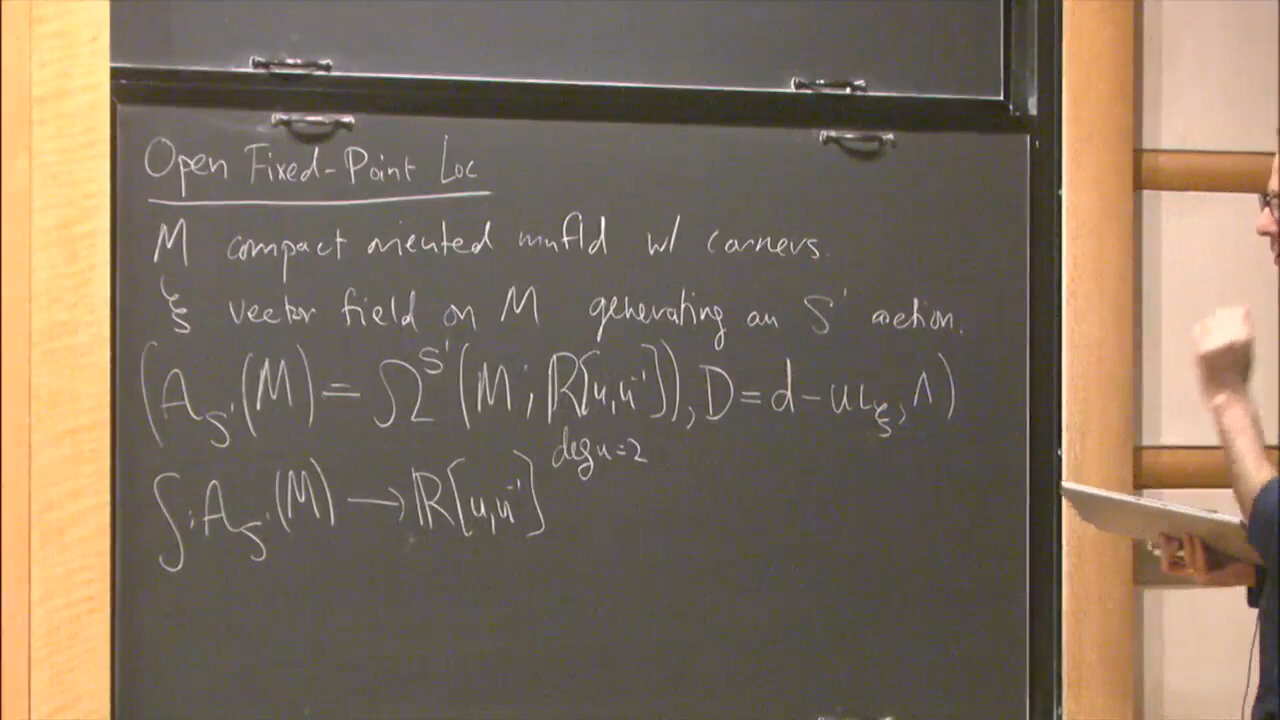 Open Fixed-Point Loc
M compact oriented mnfld w/ corners.
ξ vector field on M generating an S¹ action.
(A_{S¹}(M) = Ω^{S¹}(M; ℝ[u,u⁻¹]), D = d - uι_ξ, ∧)
deg u=2
∫: A_{S¹}(M) → ℝ[u,u⁻¹]